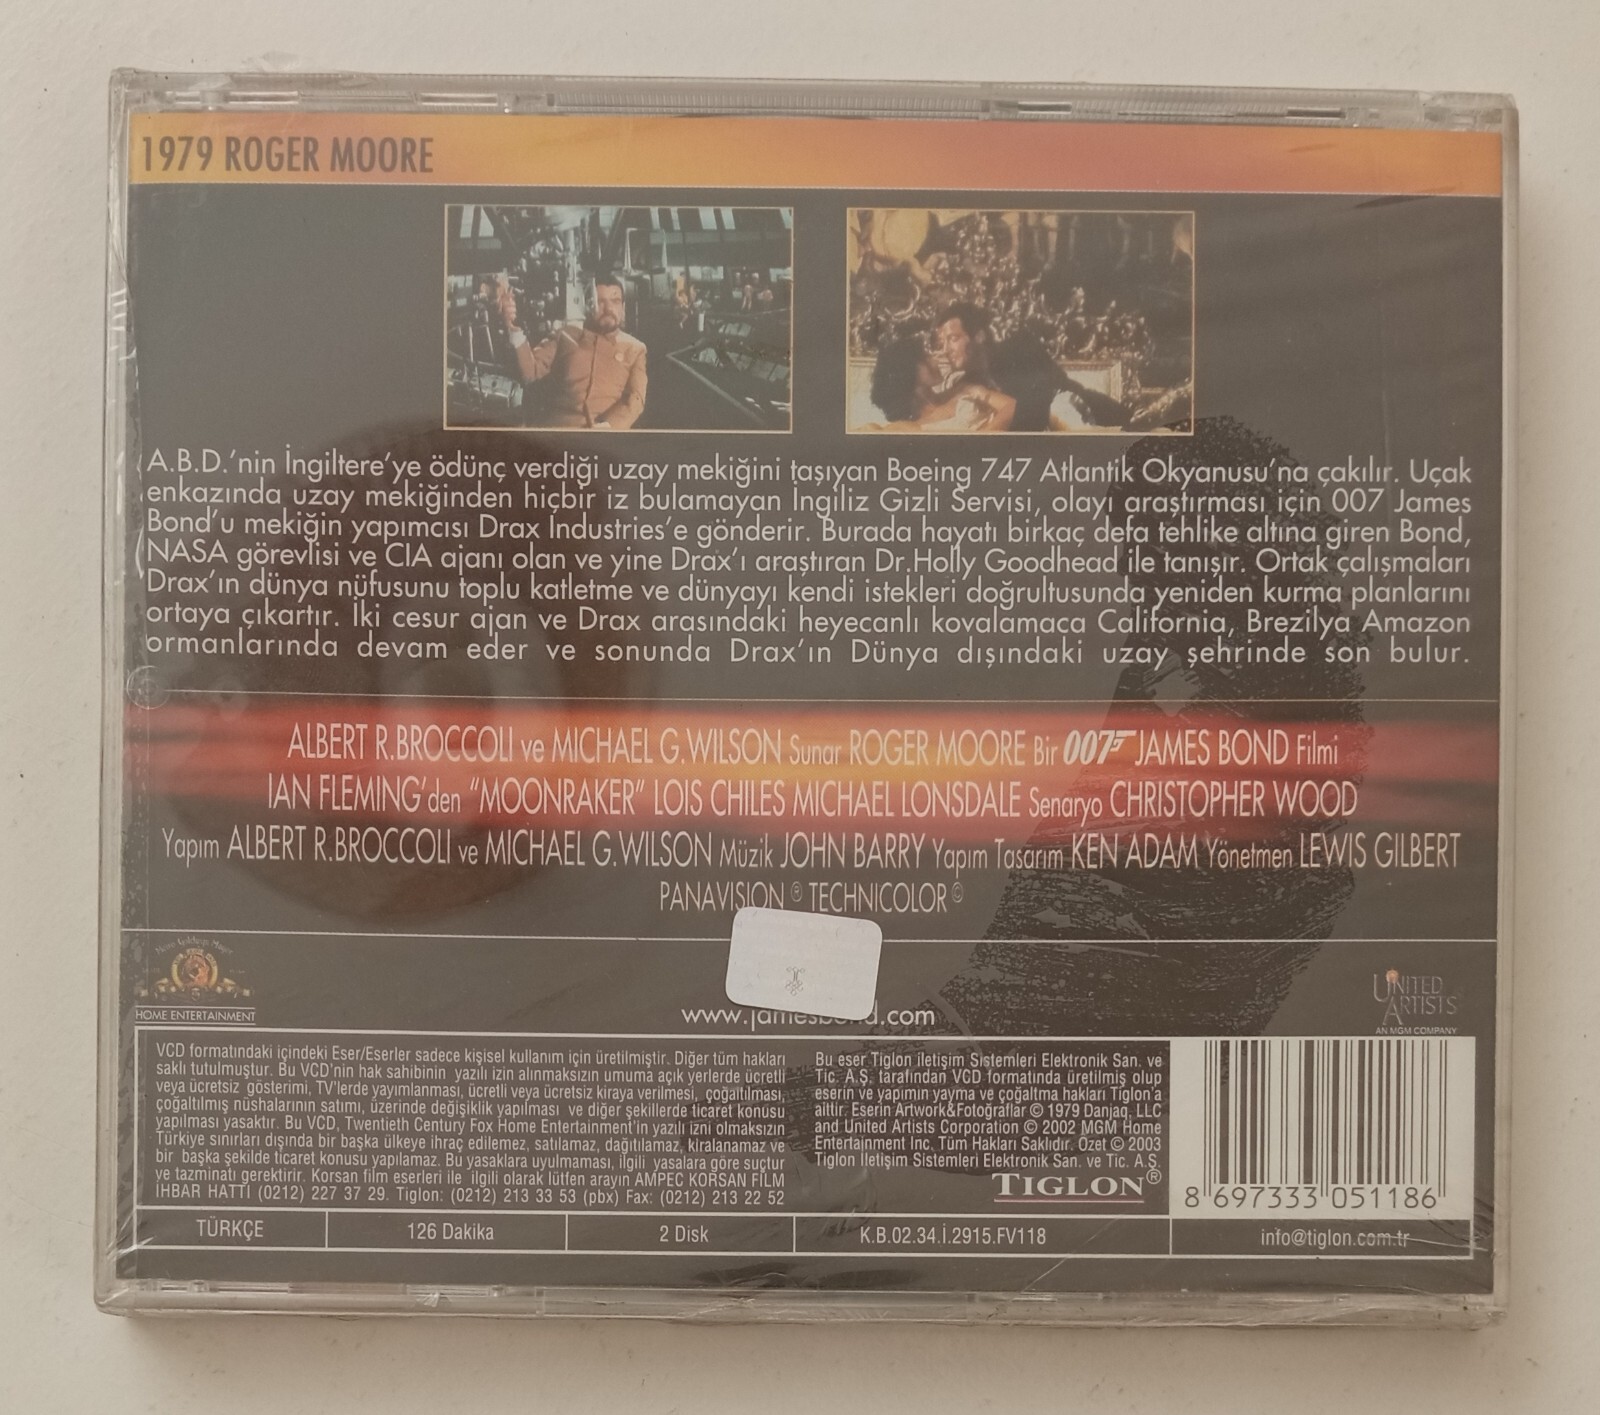 1979 ROGER MOORE
A.B.D.'nin İngiltere'ye ödünç verdiği uzay mekiğini taşıyan Boeing 747 Atlantik Okyanusu'na çakılır. Uçak
enkazında uzay mekiğinden hiçbir iz bulamayan İngiliz Gizli Servisi, olayı araştırması için 007 James
Bond'u mekiğin yapımcısı Drax Industries'e gönderir. Burada hayatı birkaç defa tehlike altına giren Bond,
NASA görevlisi ve CIA ajanı olan ve yine Drax'ı araştıran Dr.Holly Goodhead ile tanışır. Ortak çalışmaları
Drax'ın dünya nüfusunu toplu katletme ve dünyayı kendi istekleri doğrultusunda yeniden kurma planlarını
ortaya çıkartır. İki cesur ajan ve Drax arasındaki heyecanlı kovalamaca California, Brezilya Amazon
ormanlarında devam eder ve sonunda Drax'ın Dünya dışındaki uzay şehrinde son bulur.
ALBERT R.BROCCOLI ve MICHAEL G.WILSON Sunar ROGER MOORE Bir 007 JAMES BOND Filmi
IAN FLEMING'den "MOONRAKER" LOIS CHILES MICHAEL LONSDALE Senaryo CHRISTOPHER WOOD
Yapım ALBERT R.BROCCOLI ve MICHAEL G.WILSON Müzik JOHN BARRY Yapım Tasarım KEN ADAM Yönetmen LEWIS GILBERT
PANAVISION ® TECHNICOLOR ©
Metro Goldwyn Mayer
HOME ENTERTAINMENT
www.jamesbond.com
UNITED
ARTISTS
AN MGM COMPANY
VCD formatındaki içindeki Eser/Eserler sadece kişisel kullanım için üretilmiştir. Diğer tüm hakları
saklı tutulmuştur. Bu VCD'nin hak sahibinin yazılı izin alınmaksızın umuma açık yerlerde ücretli
veya ücretsiz gösterimi, TV'lerde yayımlanması, ücretli veya ücretsiz kiraya verilmesi, çoğaltılması,
çoğaltılmış nüshalarının satımı, üzerinde değişiklik yapılması ve diğer şekillerde ticaret konusu
yapılması yasaktır. Bu VCD, Twentieth Century Fox Home Entertainment'in yazılı izni olmaksızın
Türkiye sınırları dışında bir başka ülkeye ihraç edilemez, satılamaz, dağıtılamaz, kiralanamaz ve
bir başka şekilde ticaret konusu yapılamaz. Bu yasaklara uyulmaması, ilgili yasalara göre suçtur
ve tazminatı gerektirir. Korsan film eserleri ile ilgili olarak lütfen arayın AMPEC KORSAN FİLM
İHBAR HATTI (0212) 227 37 29. Tiglon: (0212) 213 33 53 (pbx) Fax: (0212) 213 22 52
Bu eser Tiglon İletişim Sistemleri Elektronik San. ve
Tic. A.Ş. tarafından VCD formatında üretilmiş olup
eserin ve yapımın yayma ve çoğaltma hakları Tiglon'a
aittir. Eserin Artwork&Fotoğraflar © 1979 Danjaq, LLC
and United Artists Corporation © 2002 MGM Home
Entertainment Inc. Tüm Hakları Saklıdır. Özet © 2003
Tiglon İletişim Sistemleri Elektronik San. ve Tic. A.Ş.
TIGLON®
8 697333 051186
TÜRKÇE
126 Dakika
2 Disk
K.B.02.34.İ.2915.FV118
info@tiglon.com.tr